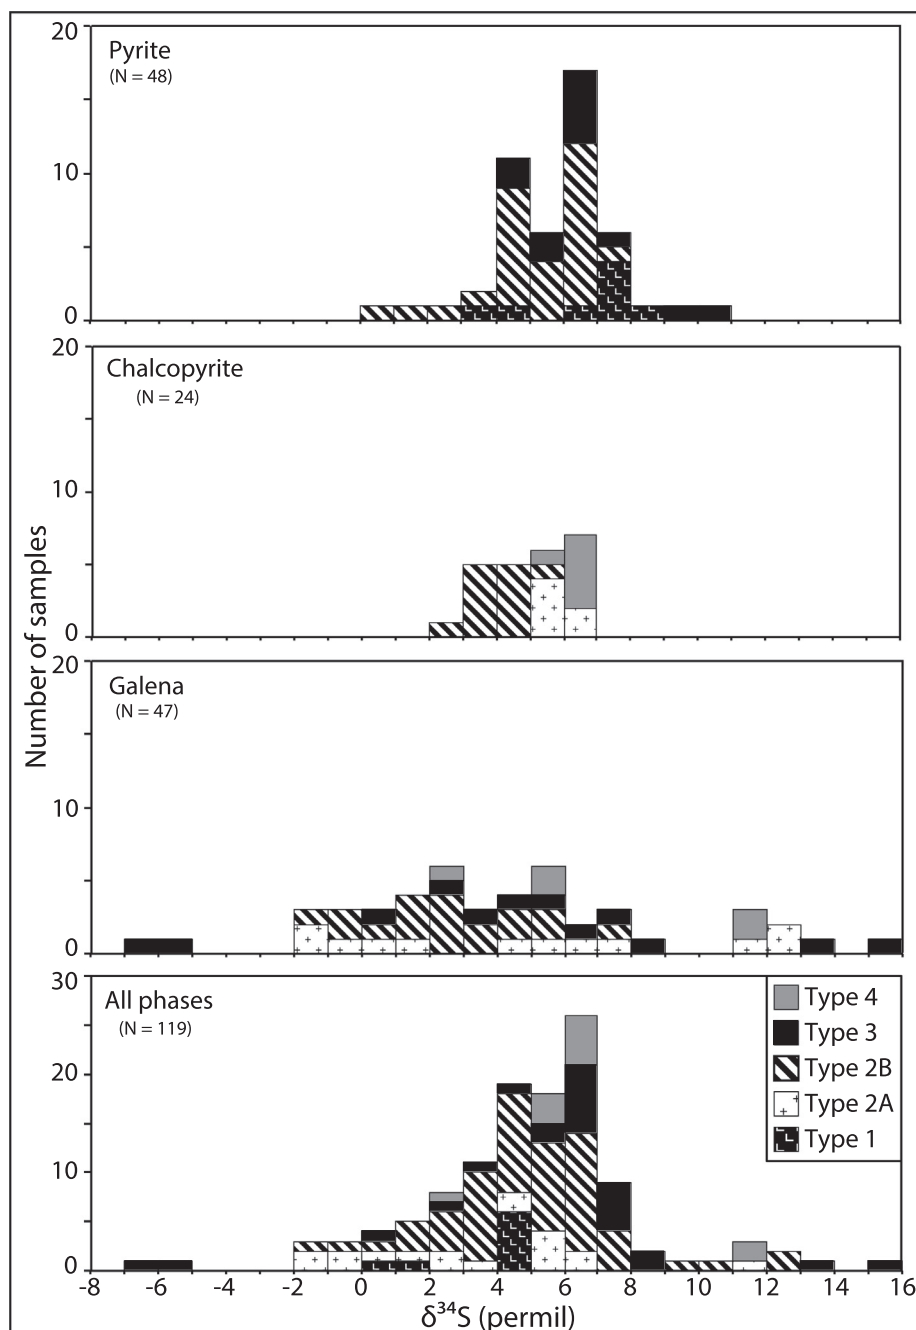 20
Pyrite
(N = 48)
10
0
20
Chalcopyrite
(N = 24)
10
0
Number of samples
20
Galena
(N = 47)
10
0
30
All phases
(N = 119)
20
10
0
Type 4
Type 3
Type 2B
Type 2A
Type 1
-8 -6 -4 -2 0 2 4 6 8 10 12 14 16
δ³⁴S (permil)